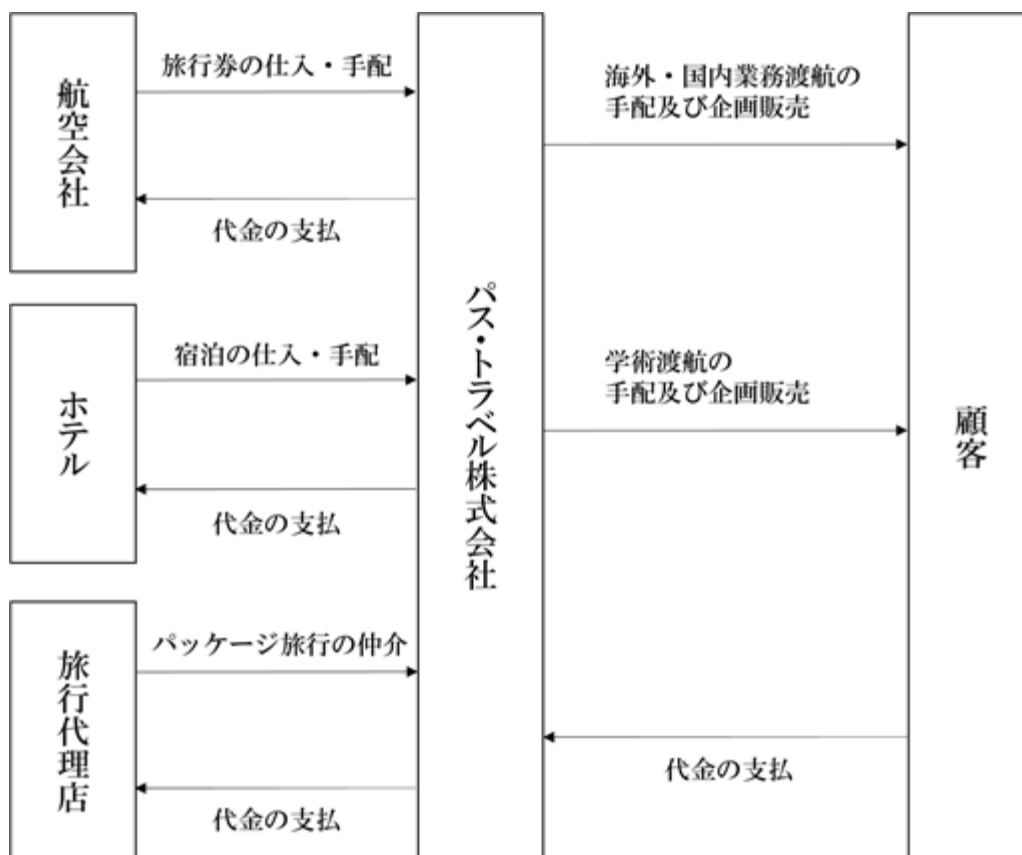 航空会社
旅行券の仕入・手配
代金の支払
ホテル
宿泊の仕入・手配
代金の支払
旅行代理店
パッケージ旅行の仲介
代金の支払
パス・トラベル株式会社
海外・国内業務渡航の
手配及び企画販売
学術渡航の
手配及び企画販売
代金の支払
顧客